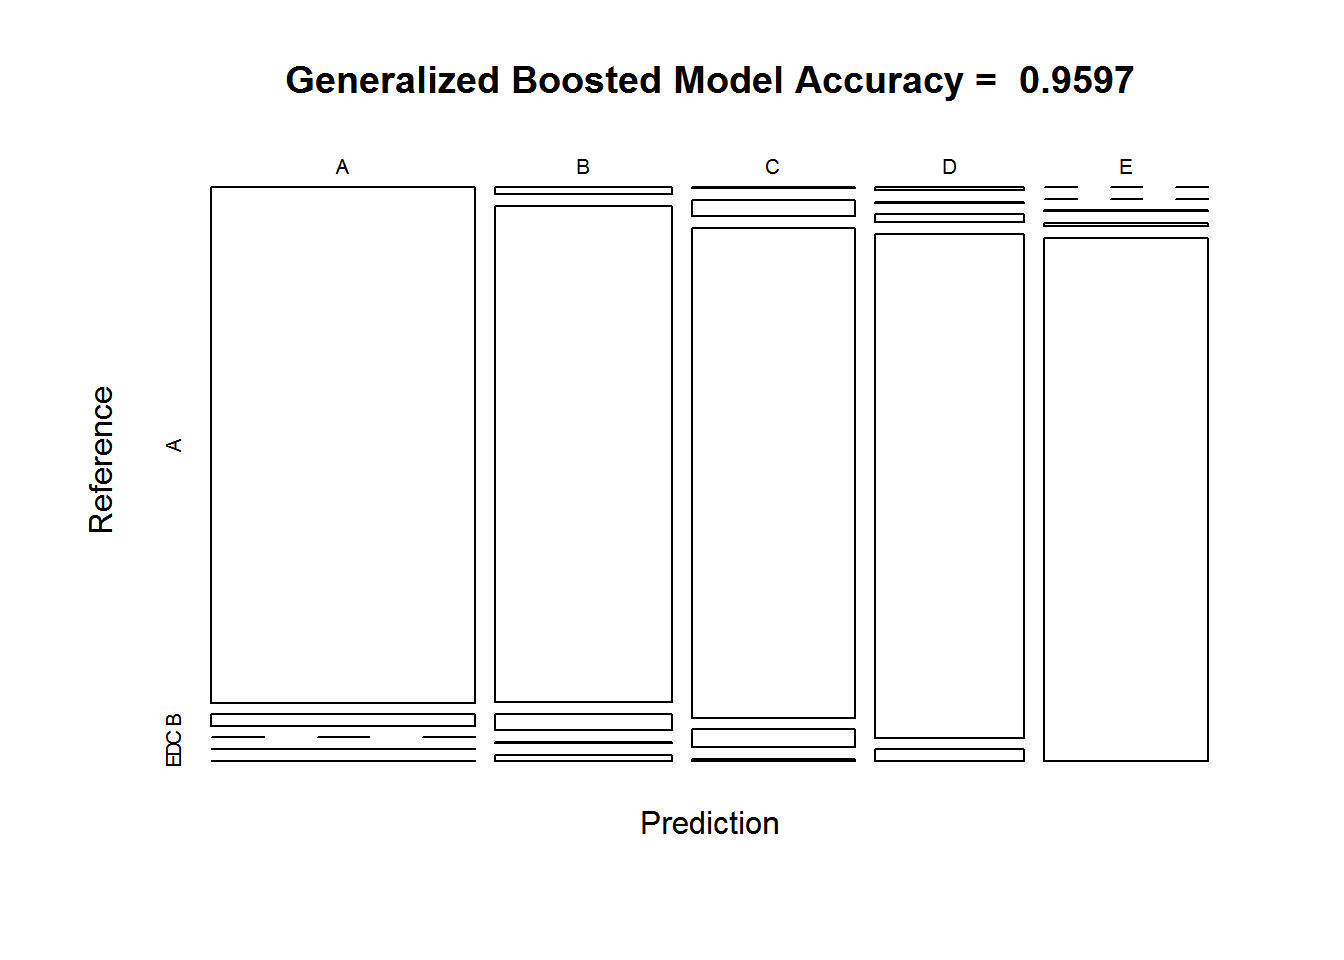 Generalized Boosted Model Accuracy =  0.9597
A B C D E
Reference
A
B
C
D
E
Prediction